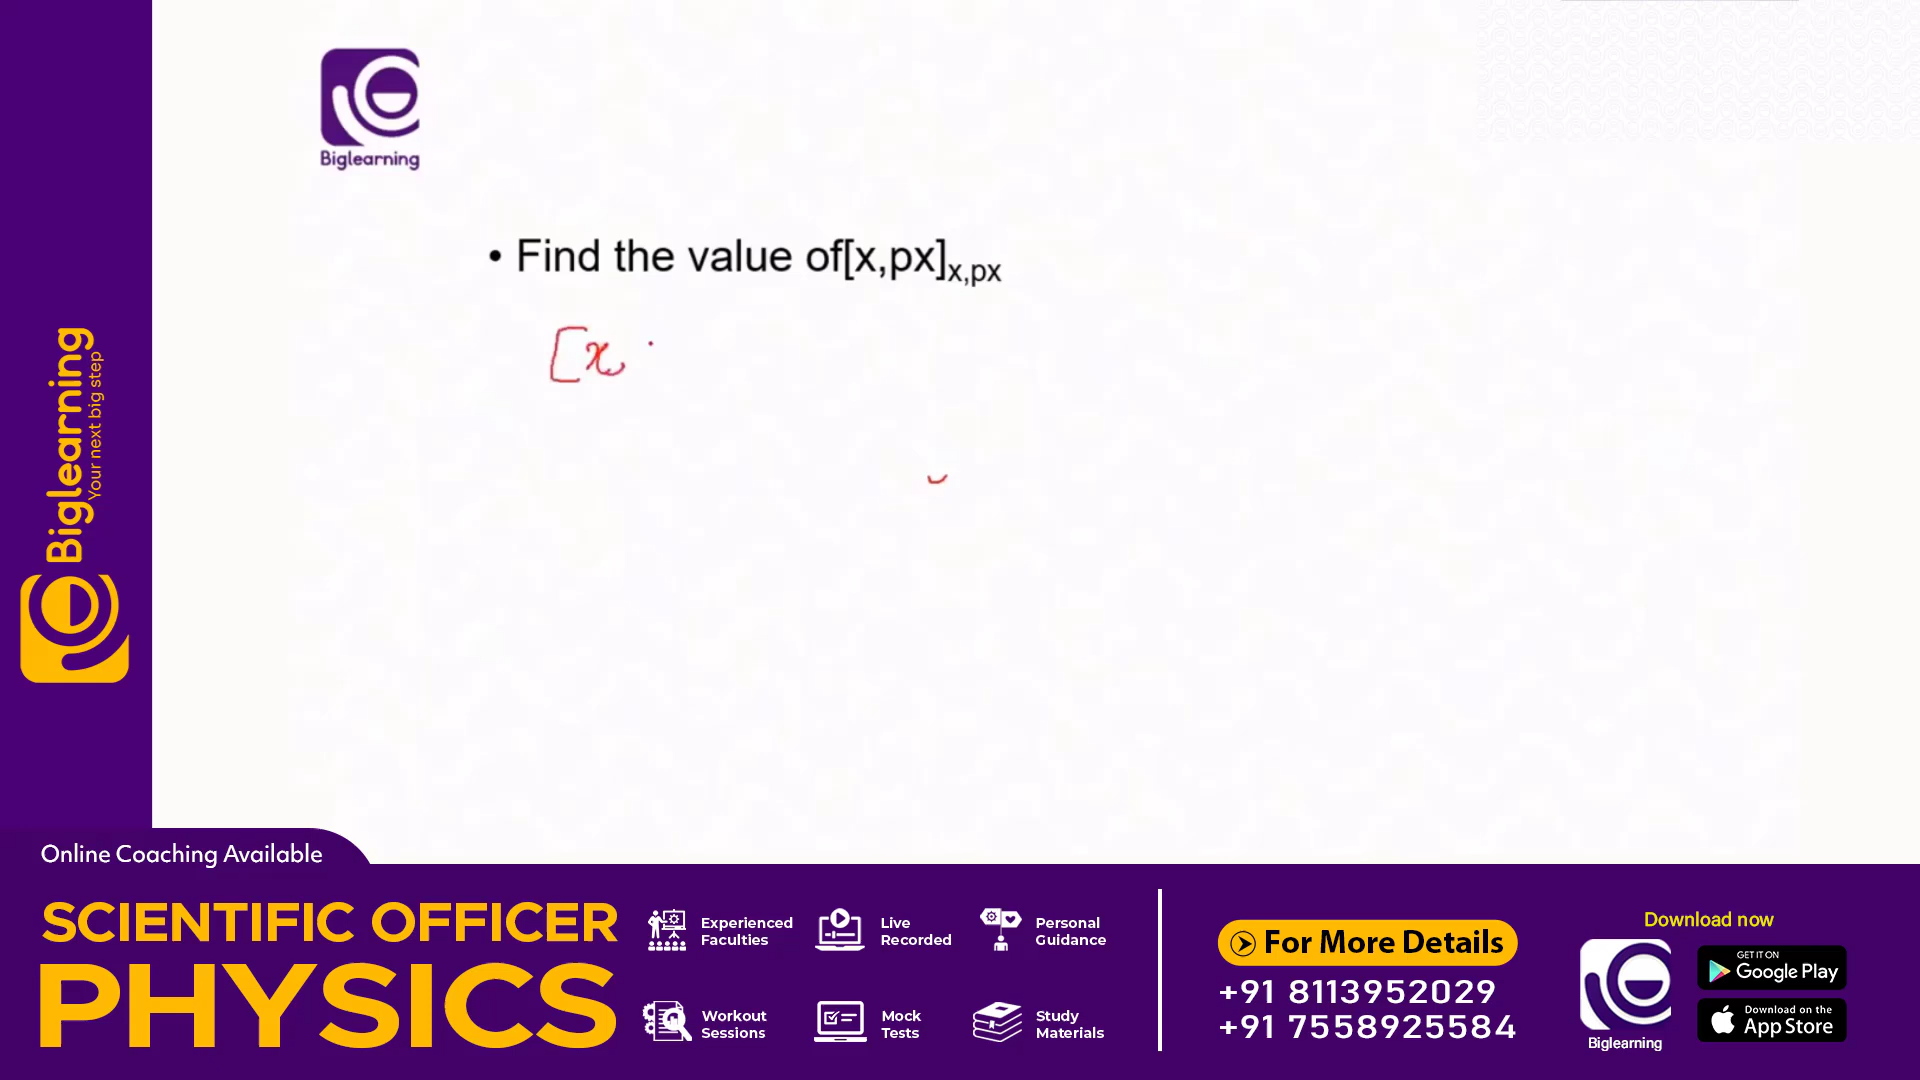 Biglearning
• Find the value of[x,px]x,px
[x
Biglearning
Your next big step
Online Coaching Available
SCIENTIFIC OFFICER
PHYSICS
Experienced
Faculties
Live
Recorded
Personal
Guidance
Workout
Sessions
Mock
Tests
Study
Materials
For More Details
+91 8113952029
+91 7558925584
Download now
Biglearning
GET IT ON
Google Play
Download on the
App Store